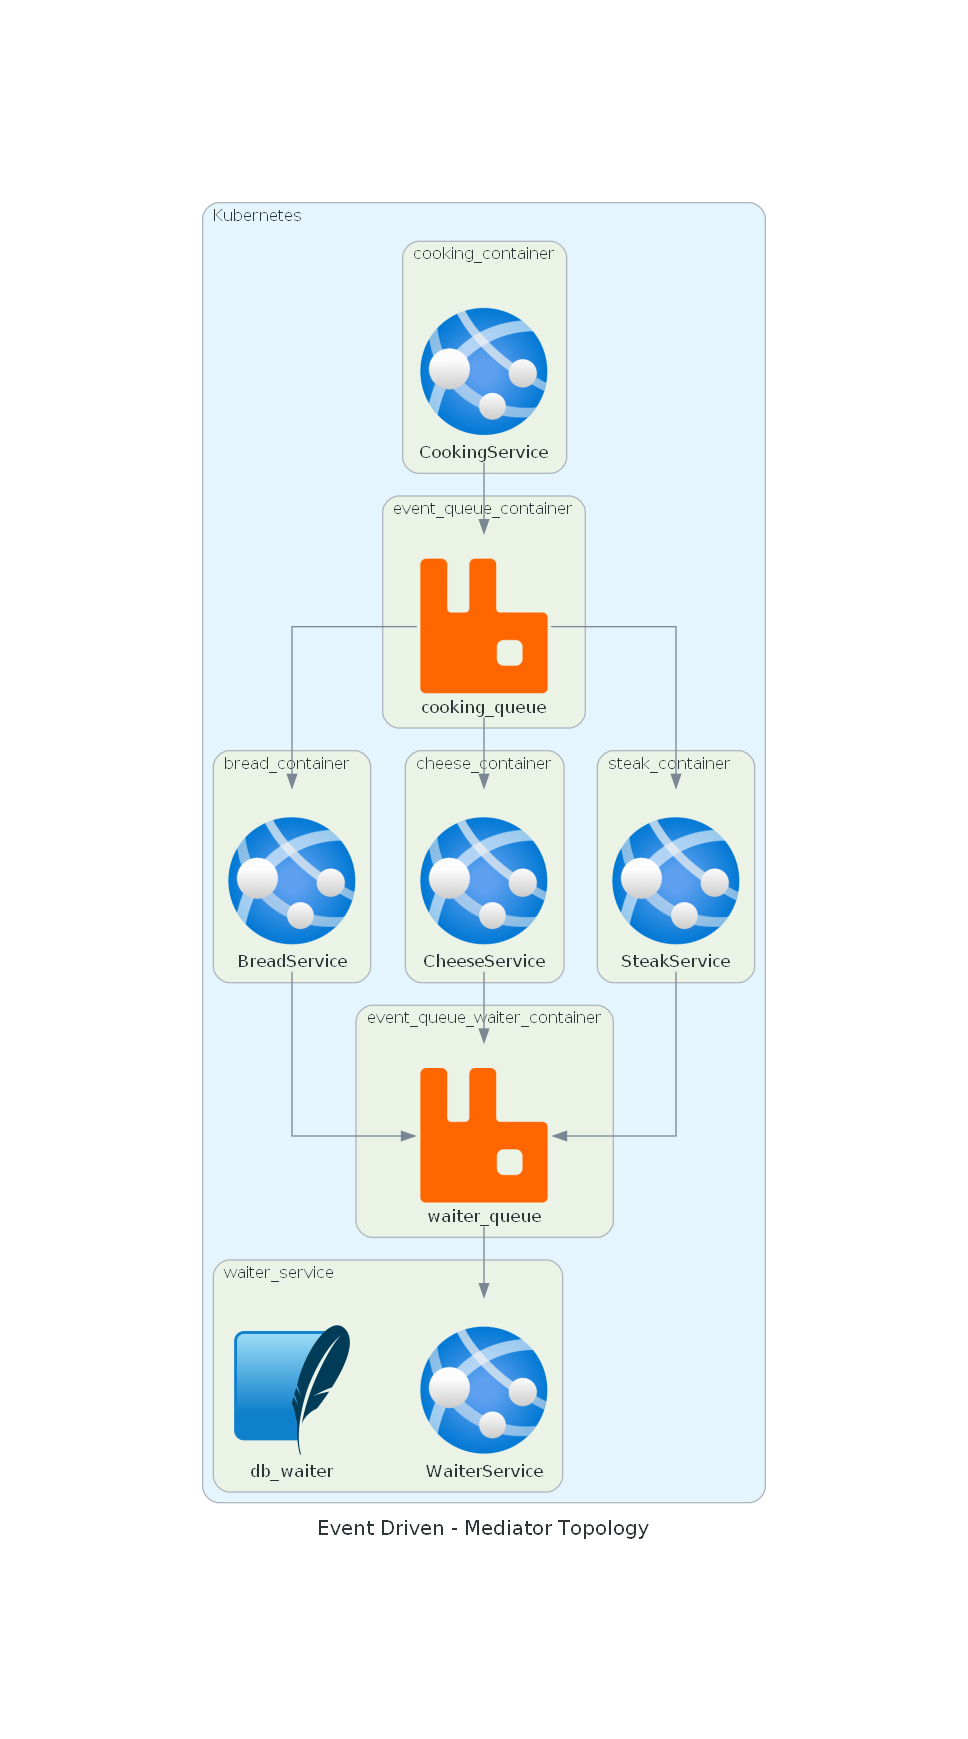 Kubernetes
cooking_container
CookingService
event_queue_container
cooking_queue
bread_container
cheese_container
steak_container
BreadService
CheeseService
SteakService
event_queue_waiter_container
waiter_queue
waiter_service
db_waiter
WaiterService
Event Driven - Mediator Topology